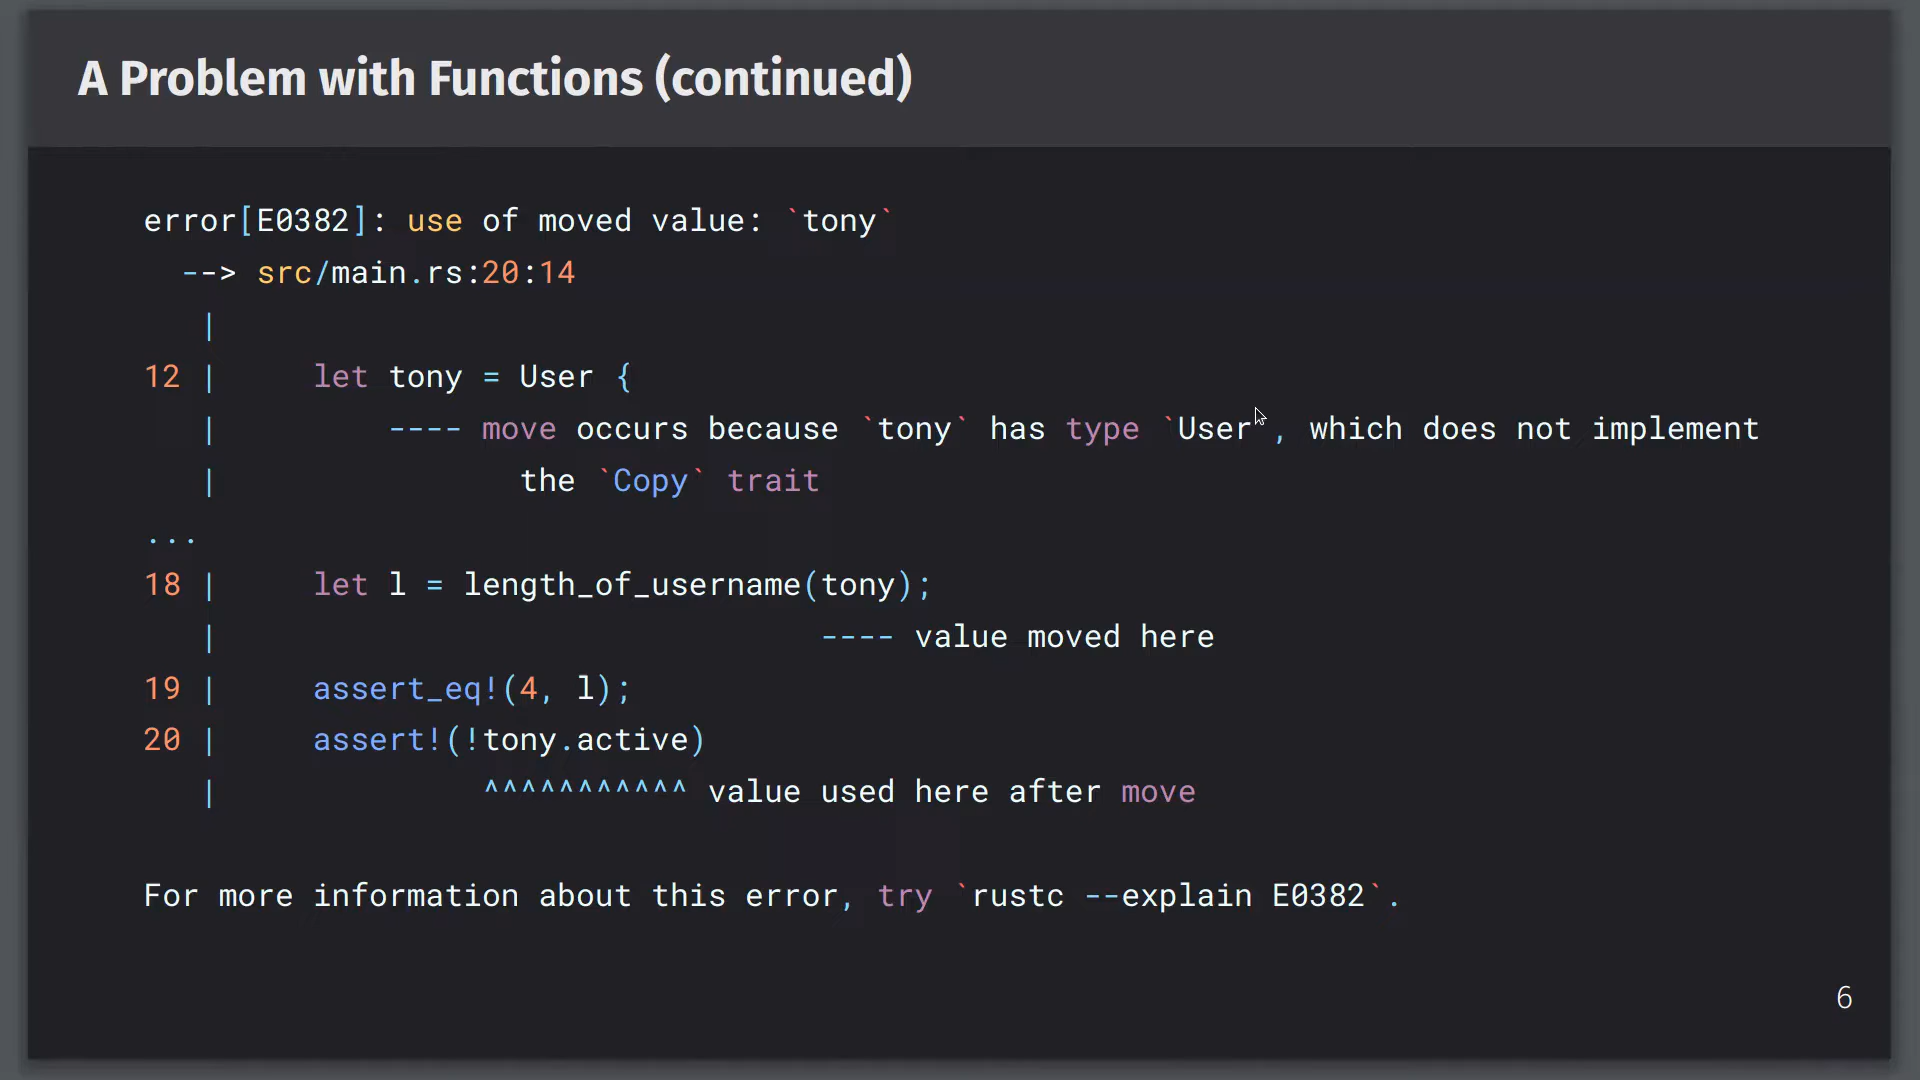 A Problem with Functions (continued)
error[E0382]: use of moved value: `tony`
  --> src/main.rs:20:14
   |
12 |     let tony = User {
   |         ---- move occurs because `tony` has type `User`, which does not implement
   |                the `Copy` trait
...
18 |     let l = length_of_username(tony);
   |                                ---- value moved here
19 |     assert_eq!(4, l);
20 |     assert!(!tony.active)
   |              ^^^^^^^^^^^ value used here after move
For more information about this error, try `rustc --explain E0382`.
6